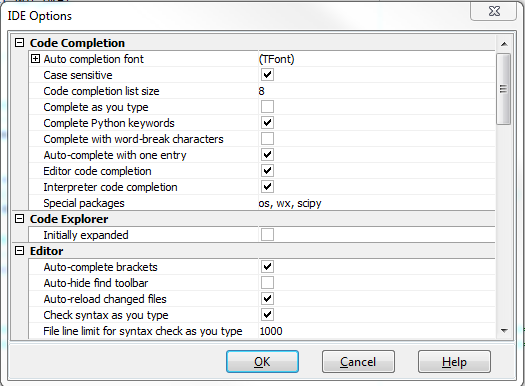 IDE Options
Code Completion
Auto completion font (TFont)
Case sensitive
Code completion list size 8
Complete as you type
Complete Python keywords
Complete with word-break characters
Auto-complete with one entry
Editor code completion
Interpreter code completion
Special packages os, wx, scipy
Code Explorer
Initially expanded
Editor
Auto-complete brackets
Auto-hide find toolbar
Auto-reload changed files
Check syntax as you type
File line limit for syntax check as you type 1000
OK Cancel Help